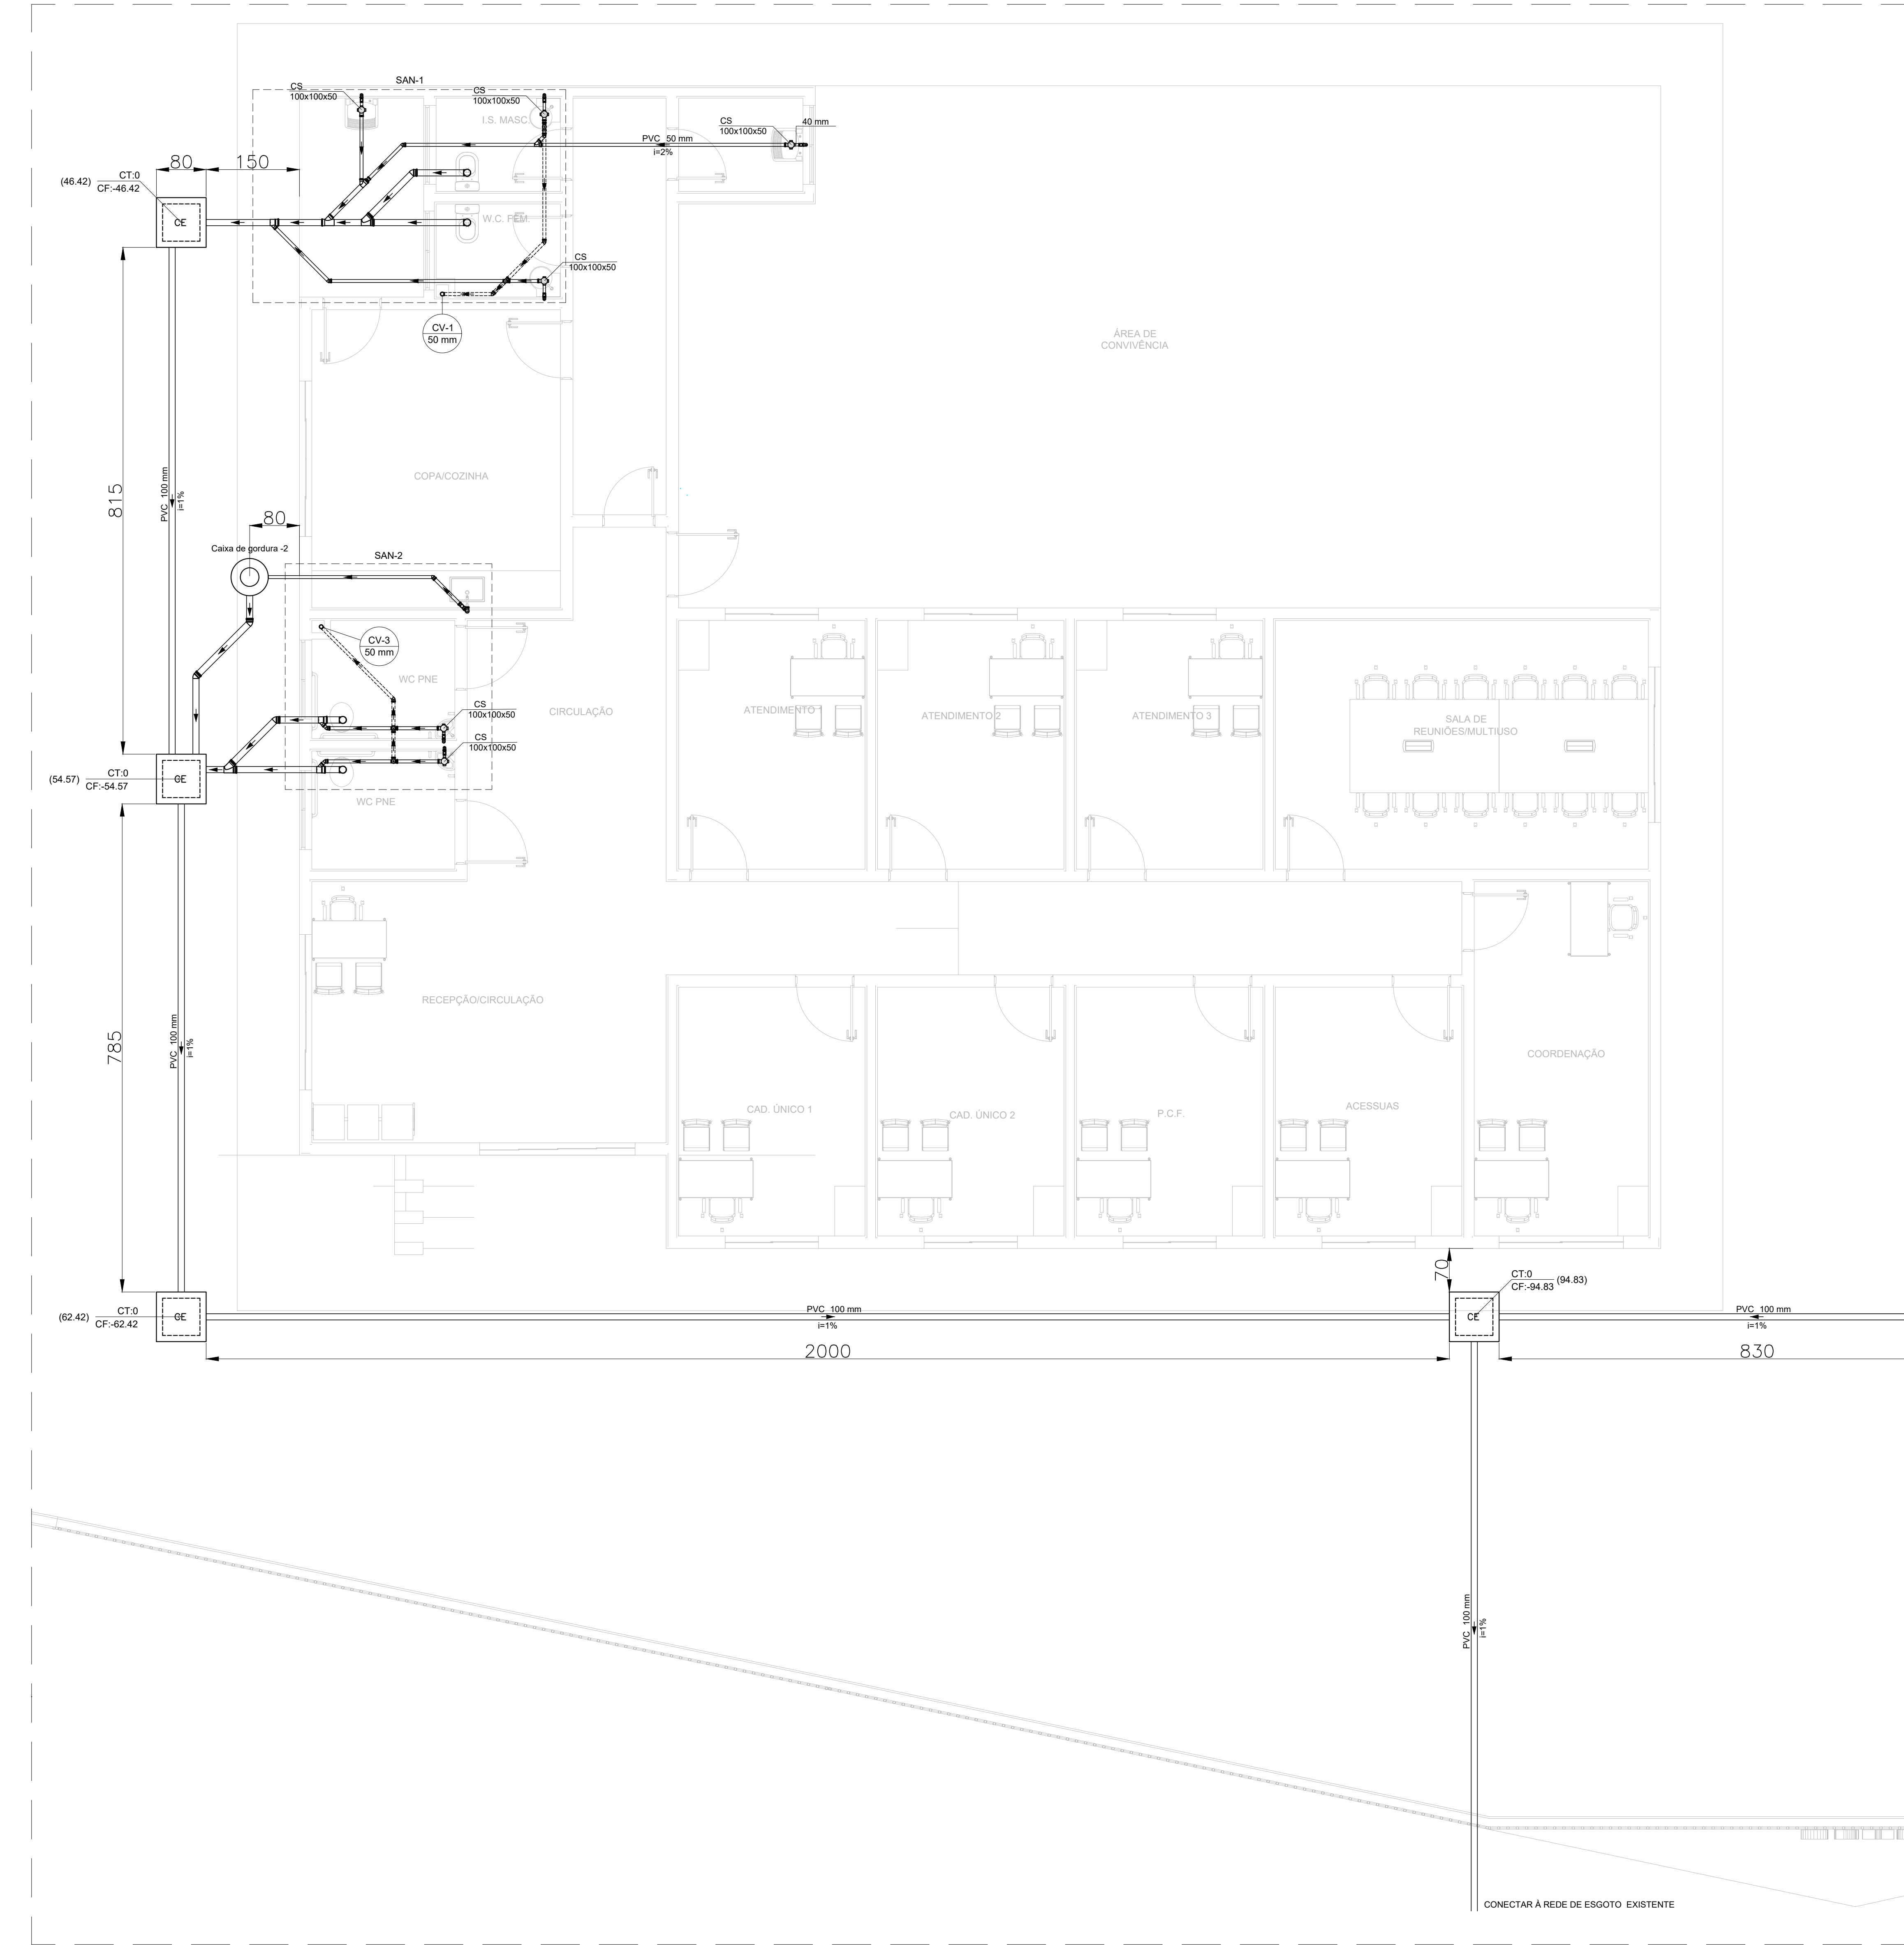 SAN-1
CS
100x100x50
CS
100x100x50
I.S. MASC.
CS
100x100x50
40 mm
PVC 50 mm
i=2%
80
150
(46.42)
CT:0
CF:-46.42
CE
W.C. FEM.
CS
100x100x50
CV-1
50 mm
ÁREA DE
CONVIVÊNCIA
COPA/COZINHA
815
PVC 100 mm
i=1%
80
Caixa de gordura -2
SAN-2
CV-3
50 mm
WC PNE
CS
100x100x50
CS
100x100x50
CIRCULAÇÃO
ATENDIMENTO 1
ATENDIMENTO 2
ATENDIMENTO 3
SALA DE
REUNIÕES/MULTIUSO
(54.57)
CT:0
CF:-54.57
CE
WC PNE
785
PVC 100 mm
i=1%
RECEPÇÃO/CIRCULAÇÃO
COORDENAÇÃO
CAD. ÚNICO 1
CAD. ÚNICO 2
P.C.F.
ACESSUAS
70
CT:0
CF:-94.83
(94.83)
(62.42)
CT:0
CF:-62.42
CE
PVC 100 mm
i=1%
CE
PVC 100 mm
i=1%
2000
830
PVC 100 mm
i=1%
CONECTAR À REDE DE ESGOTO EXISTENTE